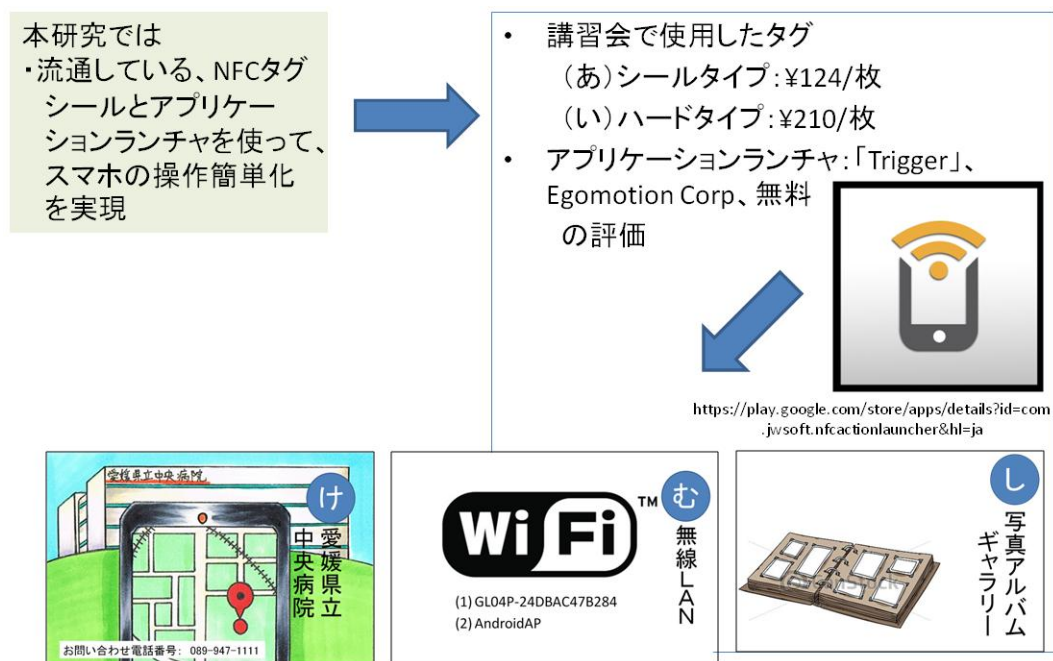 本研究では
・流通している、NFCタグ
シールとアプリケー
ションランチャを使って、
スマホの操作簡単化
を実現
• 講習会で使用したタグ
（あ）シールタイプ：¥124/枚
（い）ハードタイプ：¥210/枚
• アプリケーションランチャ：「Trigger」、
Egomotion Corp、無料
の評価
https://play.google.com/store/apps/details?id=com
.jwsoft.nfcactionlauncher&hl=ja
愛媛県立中央病院
け
愛媛県立
中央病院
お問い合わせ電話番号： 089-947-1111
Wi Fi TM
む
無線LAN
(1) GL04P-24DBAC47B284
(2) AndroidAP
し
写真アルバム
ギャラリー